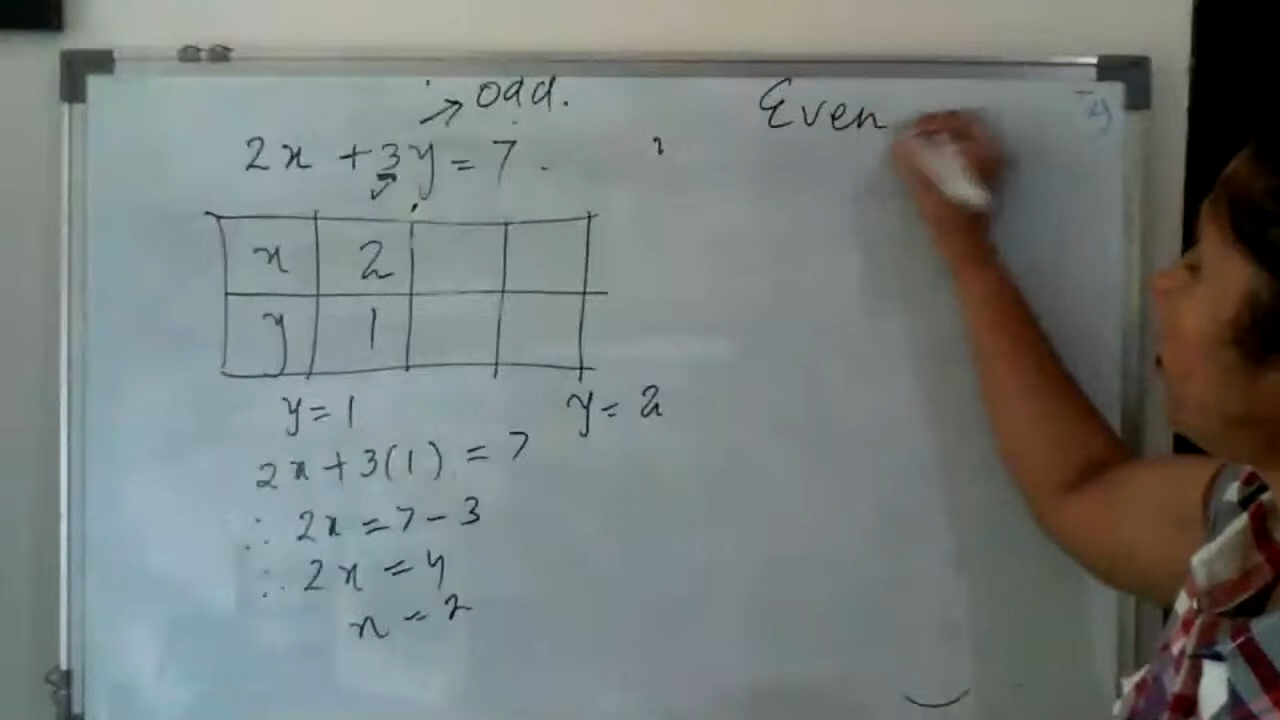 odd.
Even
2x + 3y = 7.
x 2
y 1
y = 1
y = 2
2x + 3(1) = 7
∴ 2x = 7 - 3
∴ 2x = 4
x = 2